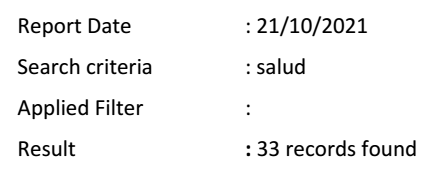 Report Date : 21/10/2021
Search criteria : salud
Applied Filter :
Result : 33 records found